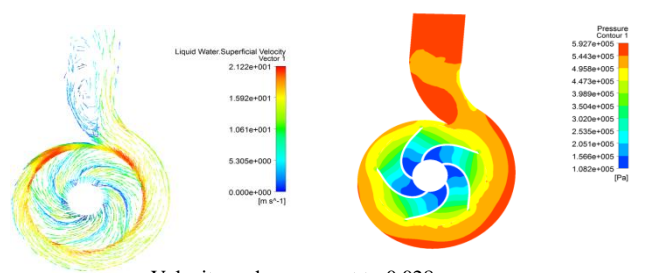 Liquid Water.Superficial Velocity
Vector 1
2.122e+001
1.592e+001
1.061e+001
5.305e+000
0.000e+000
[m s^-1]
Pressure
Contour 1
5.927e+005
5.443e+005
4.958e+005
4.473e+005
3.989e+005
3.504e+005
3.020e+005
2.535e+005
2.051e+005
1.566e+005
1.082e+005
[Pa]